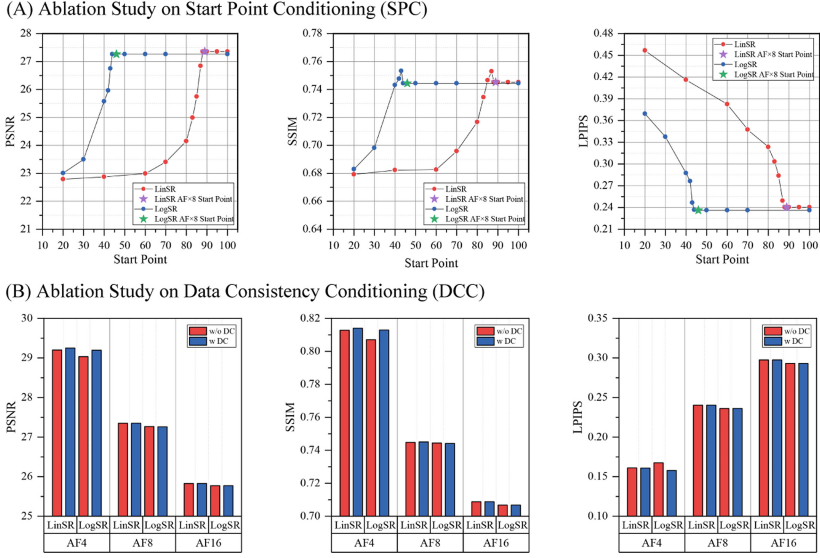 (A) Ablation Study on Start Point Conditioning (SPC)
28
27
26
25
24
23
22
21
PSNR
10 20 30 40 50 60 70 80 90 100
Start Point
LinSR
LinSR AF×8 Start Point
LogSR
LogSR AF×8 Start Point
0.78
0.76
0.74
0.72
0.70
0.68
0.66
0.64
SSIM
10 20 30 40 50 60 70 80 90 100
Start Point
LinSR
LinSR AF×8 Start Point
LogSR
LogSR AF×8 Start Point
0.48
0.45
0.42
0.39
0.36
0.33
0.30
0.27
0.24
0.21
LPIPS
10 20 30 40 50 60 70 80 90 100
Start Point
LinSR
LinSR AF×8 Start Point
LogSR
LogSR AF×8 Start Point
(B) Ablation Study on Data Consistency Conditioning (DCC)
30
29
28
27
26
25
PSNR
w/o DC
w DC
LinSR LogSR LinSR LogSR LinSR LogSR
AF4 AF8 AF16
0.82
0.80
0.78
0.76
0.74
0.72
0.70
SSIM
w/o DC
w DC
LinSR LogSR LinSR LogSR LinSR LogSR
AF4 AF8 AF16
0.35
0.30
0.25
0.20
0.15
0.10
LPIPS
w/o DC
w DC
LinSR LogSR LinSR LogSR LinSR LogSR
AF4 AF8 AF16